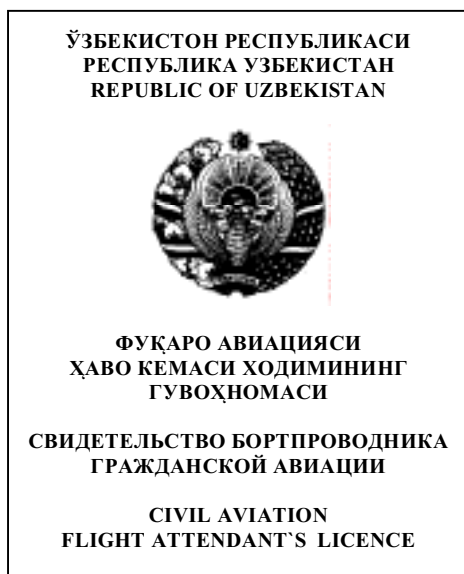 ЎЗБЕКИСТОН РЕСПУБЛИКАСИ
РЕСПУБЛИКА УЗБЕКИСТАН
REPUBLIC OF UZBEKISTAN
ФУҚАРО АВИАЦИЯСИ
ҲАВО КЕМАСИ ХОДИМИНИНГ
ГУВОҲНОМАСИ
СВИДЕТЕЛЬСТВО БОРТПРОВОДНИКА
ГРАЖДАНСКОЙ АВИАЦИИ
CIVIL AVIATION
FLIGHT ATTENDANT`S LICENCE